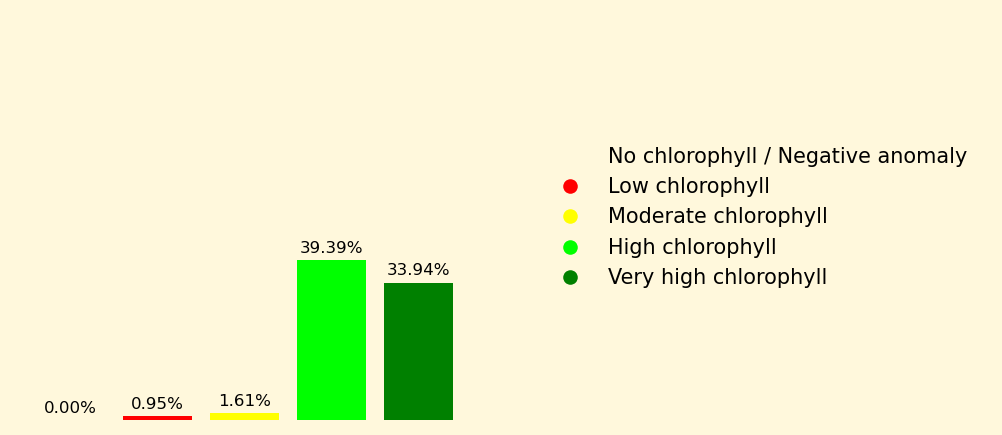 0.00%
0.95%
1.61%
39.39%
33.94%
No chlorophyll / Negative anomaly
Low chlorophyll
Moderate chlorophyll
High chlorophyll
Very high chlorophyll